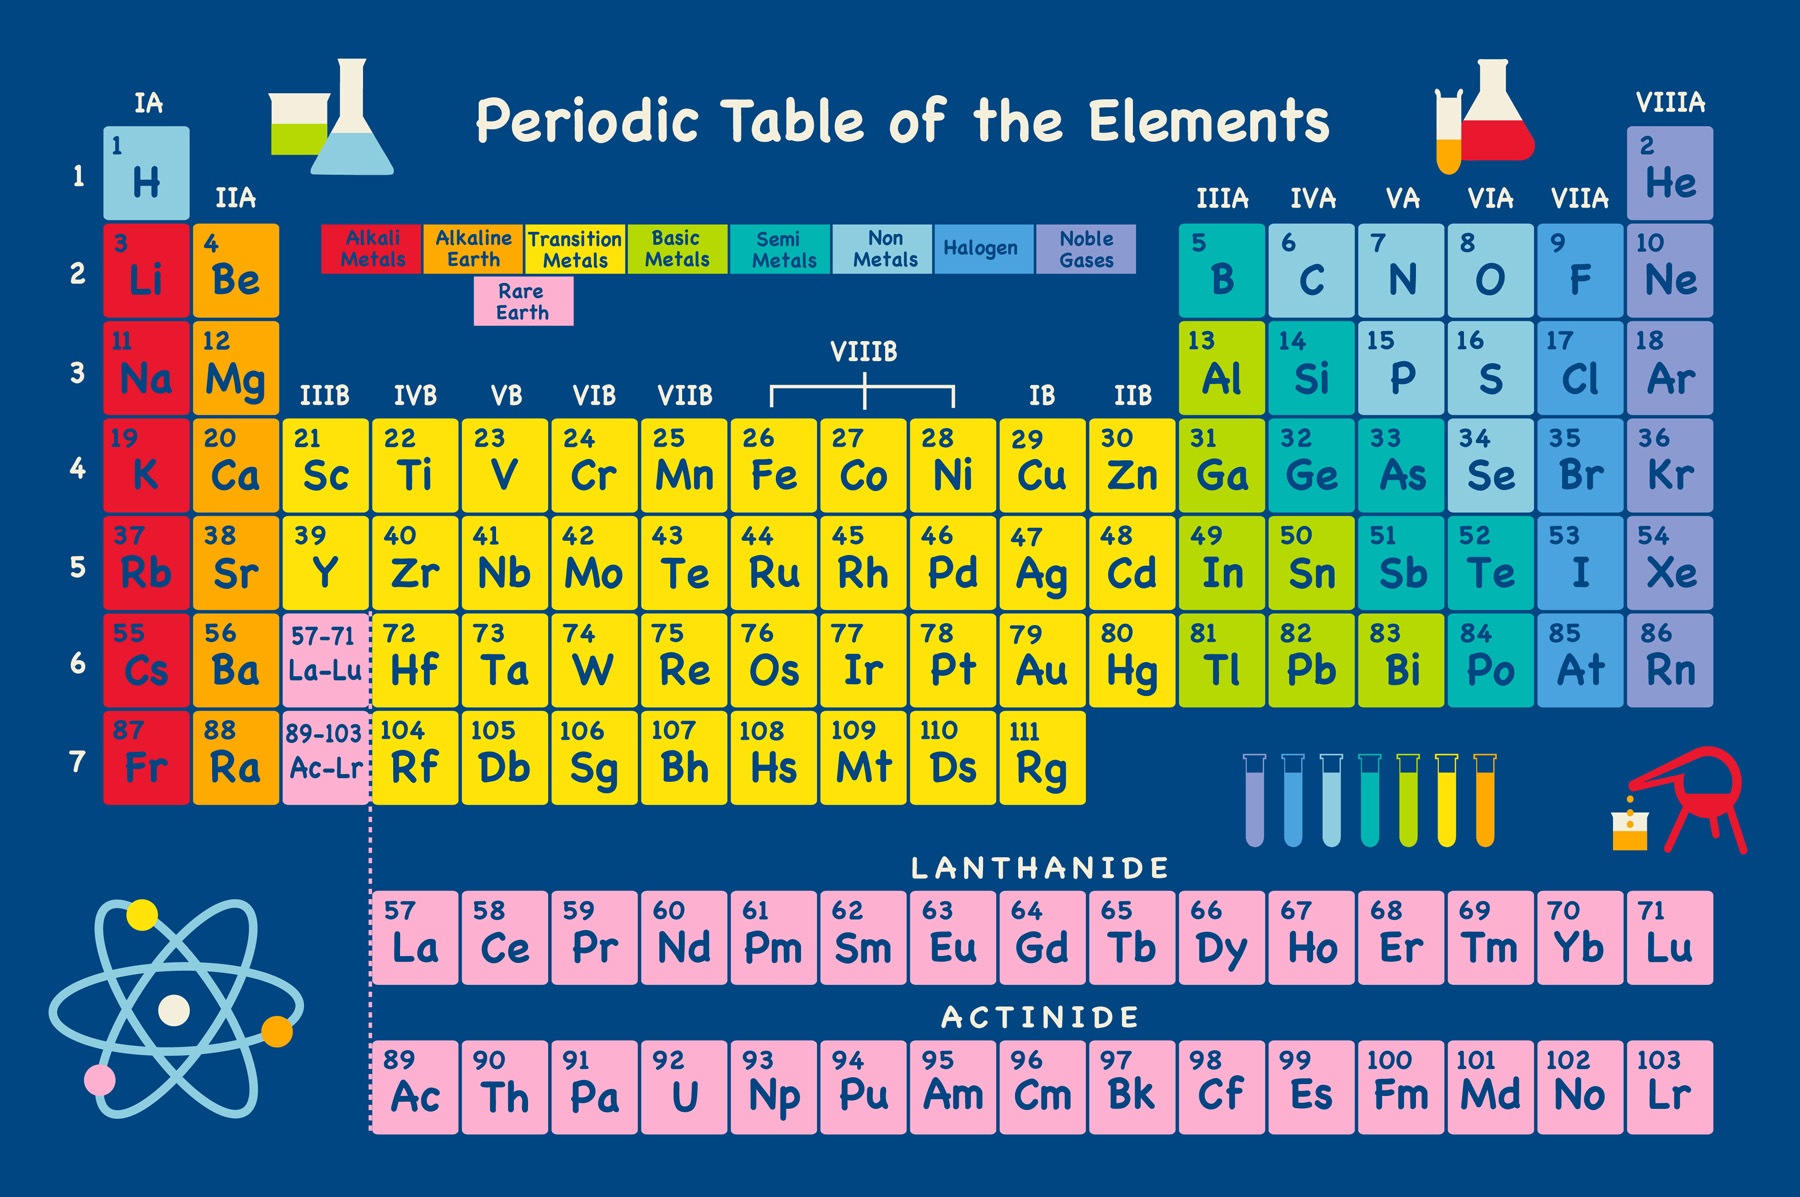 Periodic Table of the Elements
IA
VIIIA
1
1
H
2
He
IIA
IIIA
IVA
VA
VIA
VIIA
Alkali Metals
Alkaline Earth
Transition Metals
Basic Metals
Semi Metals
Non Metals
Halogen
Noble Gases
Rare Earth
2
3
Li
4
Be
5
B
6
C
7
N
8
O
9
F
10
Ne
3
11
Na
12
Mg
13
Al
14
Si
15
P
16
S
17
Cl
18
Ar
IIIB
IVB
VB
VIB
VIIB
VIIIB
IB
IIB
4
19
K
20
Ca
21
Sc
22
Ti
23
V
24
Cr
25
Mn
26
Fe
27
Co
28
Ni
29
Cu
30
Zn
31
Ga
32
Ge
33
As
34
Se
35
Br
36
Kr
5
37
Rb
38
Sr
39
Y
40
Zr
41
Nb
42
Mo
43
Te
44
Ru
45
Rh
46
Pd
47
Ag
48
Cd
49
In
50
Sn
51
Sb
52
Te
53
I
54
Xe
6
55
Cs
56
Ba
57-71
La-Lu
72
Hf
73
Ta
74
W
75
Re
76
Os
77
Ir
78
Pt
79
Au
80
Hg
81
Tl
82
Pb
83
Bi
84
Po
85
At
86
Rn
7
87
Fr
88
Ra
89-103
Ac-Lr
104
Rf
105
Db
106
Sg
107
Bh
108
Hs
109
Mt
110
Ds
111
Rg
LANTHANIDE
57
La
58
Ce
59
Pr
60
Nd
61
Pm
62
Sm
63
Eu
64
Gd
65
Tb
66
Dy
67
Ho
68
Er
69
Tm
70
Yb
71
Lu
ACTINIDE
89
Ac
90
Th
91
Pa
92
U
93
Np
94
Pu
95
Am
96
Cm
97
Bk
98
Cf
99
Es
100
Fm
101
Md
102
No
103
Lr